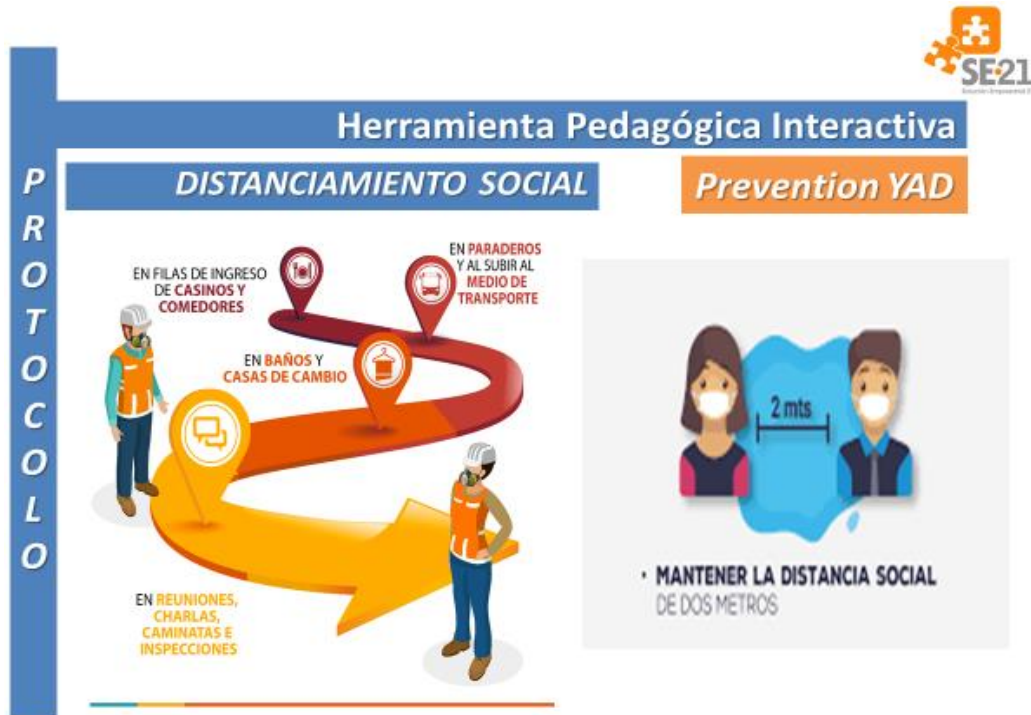 SE21
Herramienta Pedagógica Interactiva
PROTOCOLO
DISTANCIAMIENTO SOCIAL
Prevention YAD
EN FILAS DE INGRESO
DE CASINOS Y
COMEDORES
EN PARADEROS
Y AL SUBIR AL
MEDIO DE
TRANSPORTE
EN BAÑOS Y
CASAS DE CAMBIO
EN REUNIONES,
CHARLAS,
CAMINATAS E
INSPECCIONES
2 mts
• MANTENER LA DISTANCIA SOCIAL
DE DOS METROS